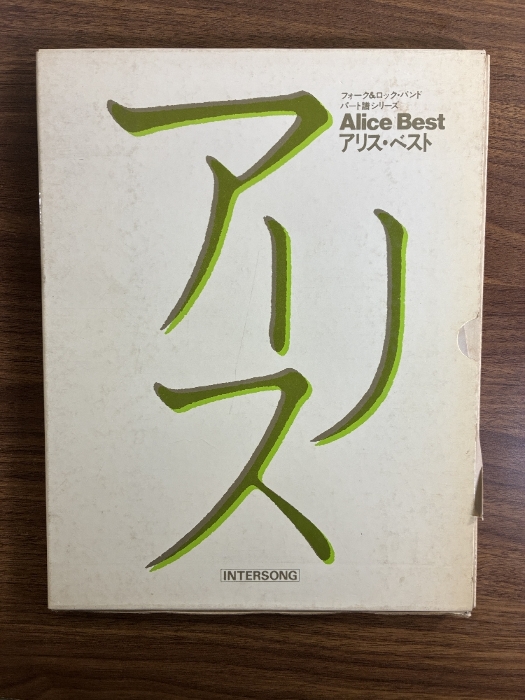 フォーク&ロック・バンド
パート譜シリーズ
Alice Best
アリス・ベスト
アリス
INTERSONG